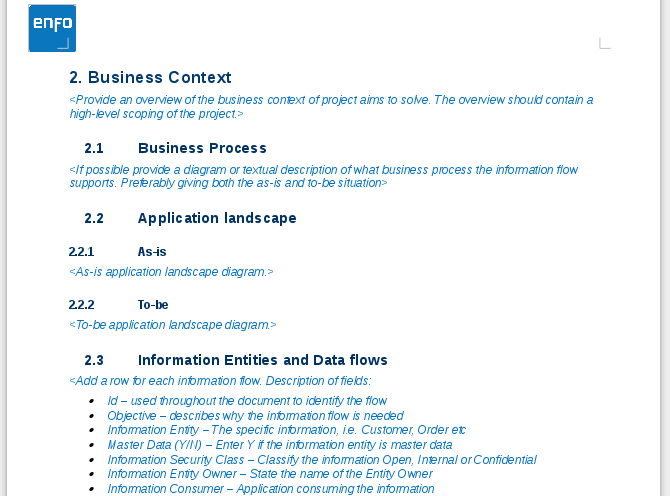 enfo
2. Business Context
<Provide an overview of the business context of project aims to solve. The overview should contain a
high-level scoping of the project.>
2.1 Business Process
<If possible provide a diagram or textual description of what business process the information flow
supports. Preferably giving both the as-is and to-be situation>
2.2 Application landscape
2.2.1 As-is
<As-is application landscape diagram.>
2.2.2 To-be
<To-be application landscape diagram.>
2.3 Information Entities and Data flows
<Add a row for each information flow. Description of fields:
• Id – used throughout the document to identify the flow
• Objective – describes why the information flow is needed
• Information Entity – The specific information, i.e. Customer, Order etc
• Master Data (Y/N) – Enter Y if the information entity is master data
• Information Security Class – Classify the information Open, Internal or Confidential
• Information Entity Owner – State the name of the Entity Owner
• Information Consumer – Application consuming the information